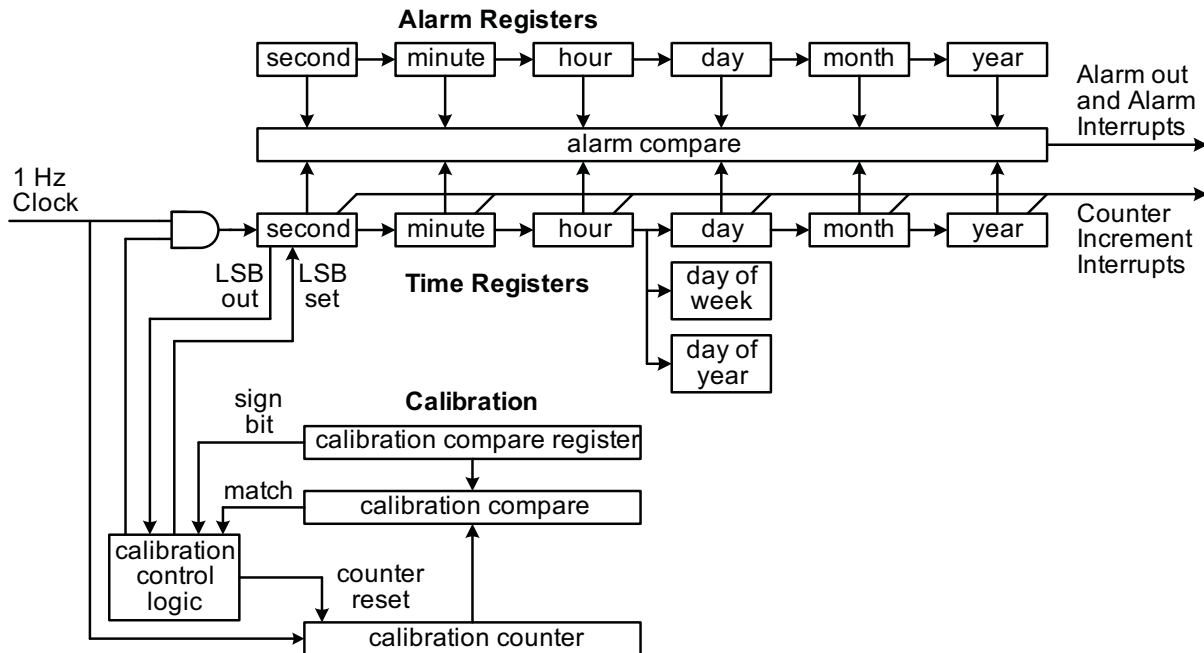 Alarm Registers
second
minute
hour
day
month
year
Alarm out
and Alarm
Interrupts
alarm compare
1 Hz
Clock
second
minute
hour
day
month
year
Counter
Increment
Interrupts
LSB
out
LSB
set
Time Registers
day of
week
day of
year
Calibration
sign
bit
calibration compare register
match
calibration compare
calibration
control
logic
counter
reset
calibration counter